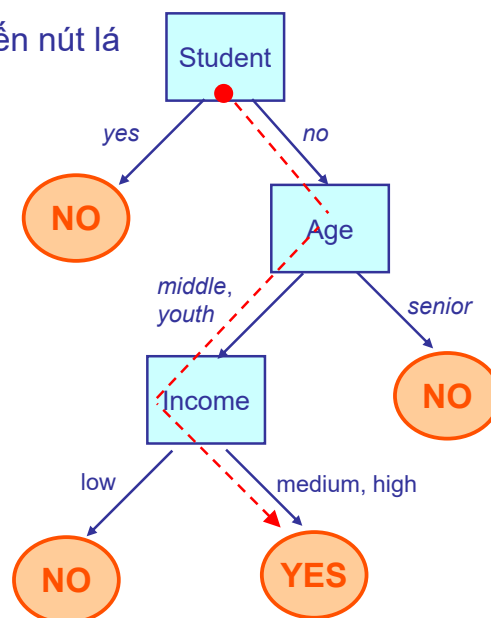 ến nút lá
Student
yes
no
NO
Age
middle,
youth
senior
Income
NO
low
medium, high
NO
YES